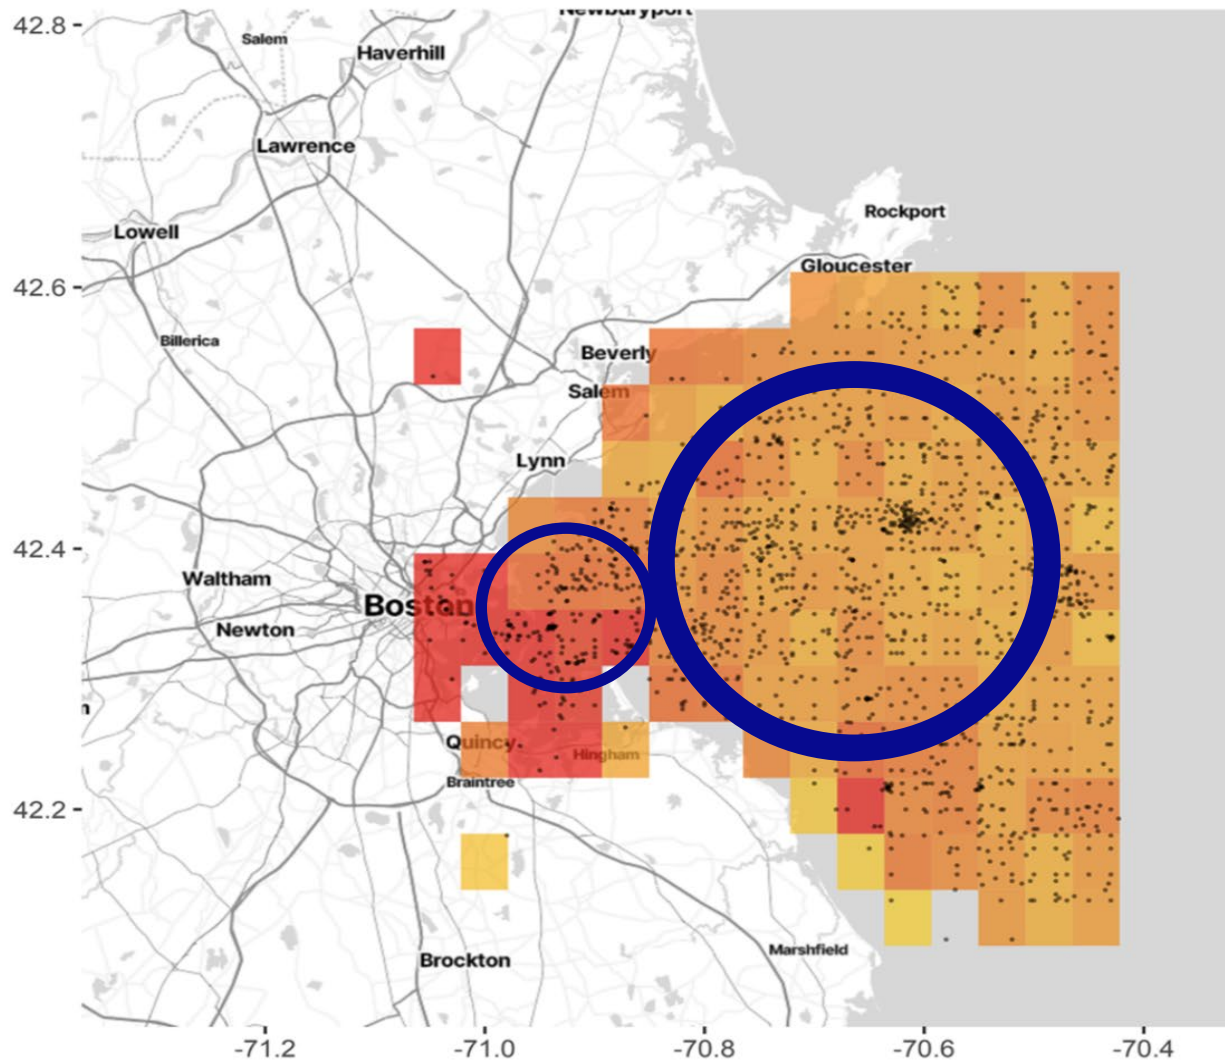 Newburyport
42.8
Salem
Haverhill
Lawrence
Rockport
Lowell
Gloucester
42.6
Billerica
Beverly
Salem
Lynn
42.4
Waltham
Boston
Newton
Quincy
Hingham
Braintree
42.2
Marshfield
Brockton
-71.2
-71.0
-70.8
-70.6
-70.4